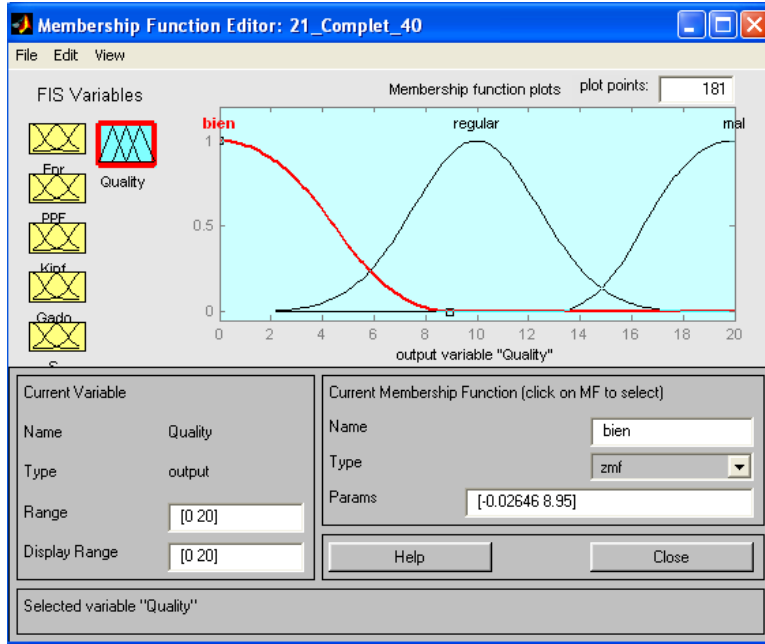 Membership Function Editor: 21_Complet_40
File Edit View
FIS Variables
Membership function plots plot points: 181
bien regular mal
Quality
PPF
Kipf
Gado
1
0.5
0
0 2 4 6 8 10 12 14 16 18 20
output variable "Quality"
Current Variable
Name Quality
Type output
Range [0 20]
Display Range [0 20]
Current Membership Function (click on MF to select)
Name bien
Type zmf
Params [-0.02646 8.95]
Help Close
Selected variable "Quality"